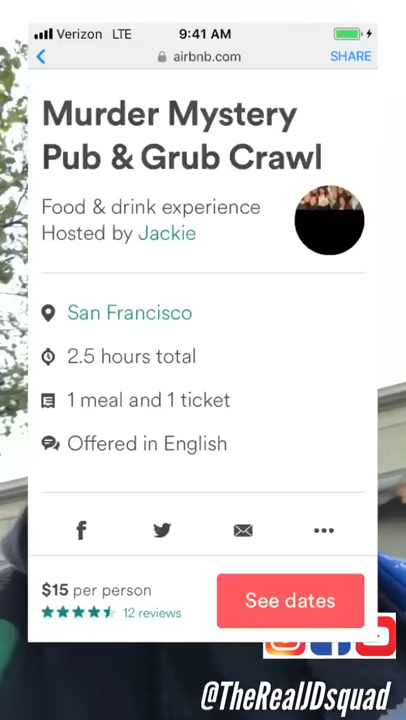 Verizon LTE 9:41 AM
airbnb.com SHARE
Murder Mystery
Pub & Grub Crawl
Food & drink experience
Hosted by Jackie
San Francisco
2.5 hours total
1 meal and 1 ticket
Offered in English
$15 per person
12 reviews
See dates
@TheRealJDsquad